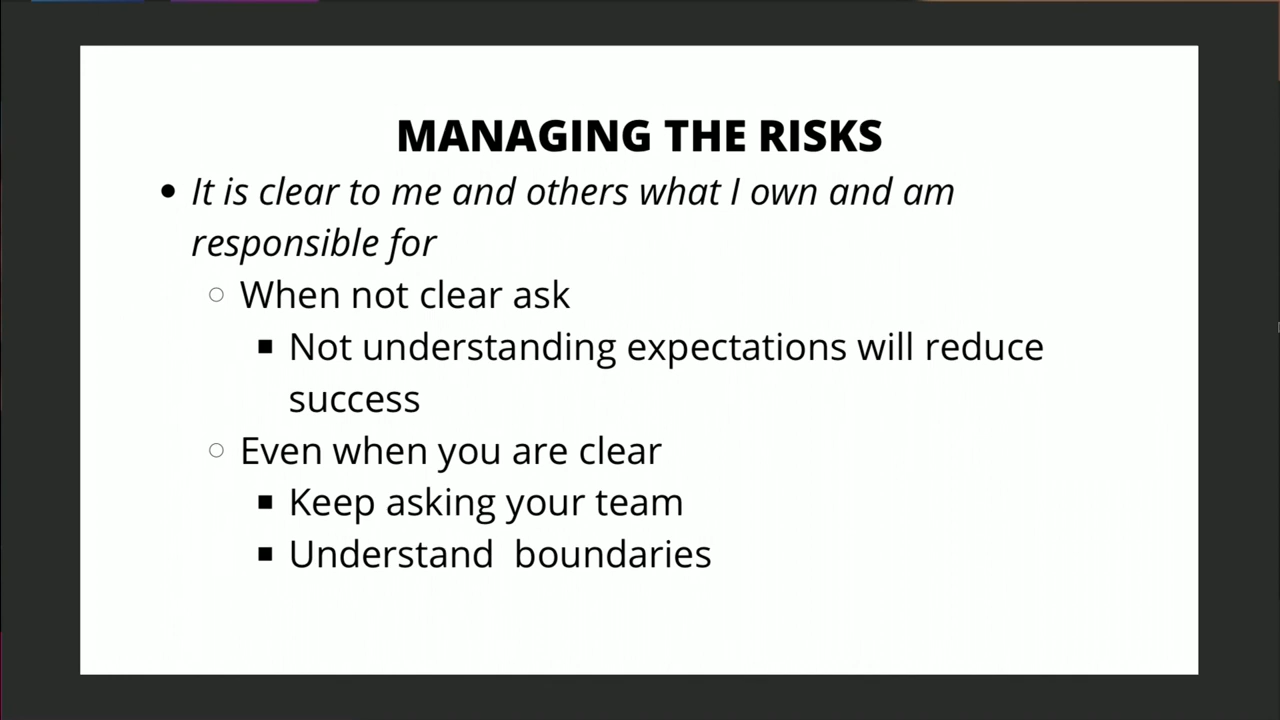 MANAGING THE RISKS
It is clear to me and others what I own and am
responsible for
When not clear ask
Not understanding expectations will reduce
success
Even when you are clear
Keep asking your team
Understand  boundaries